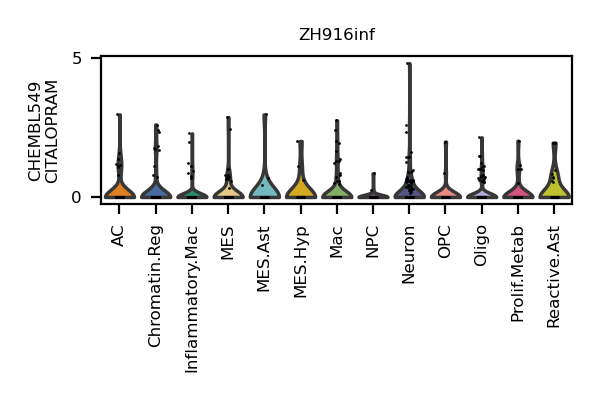 ZH916inf
CHEMBL549
CITALOPRAM
5
0
AC
Chromatin.Reg
Inflammatory.Mac
MES
MES.Ast
MES.Hyp
Mac
NPC
Neuron
OPC
Oligo
Prolif.Metab
Reactive.Ast